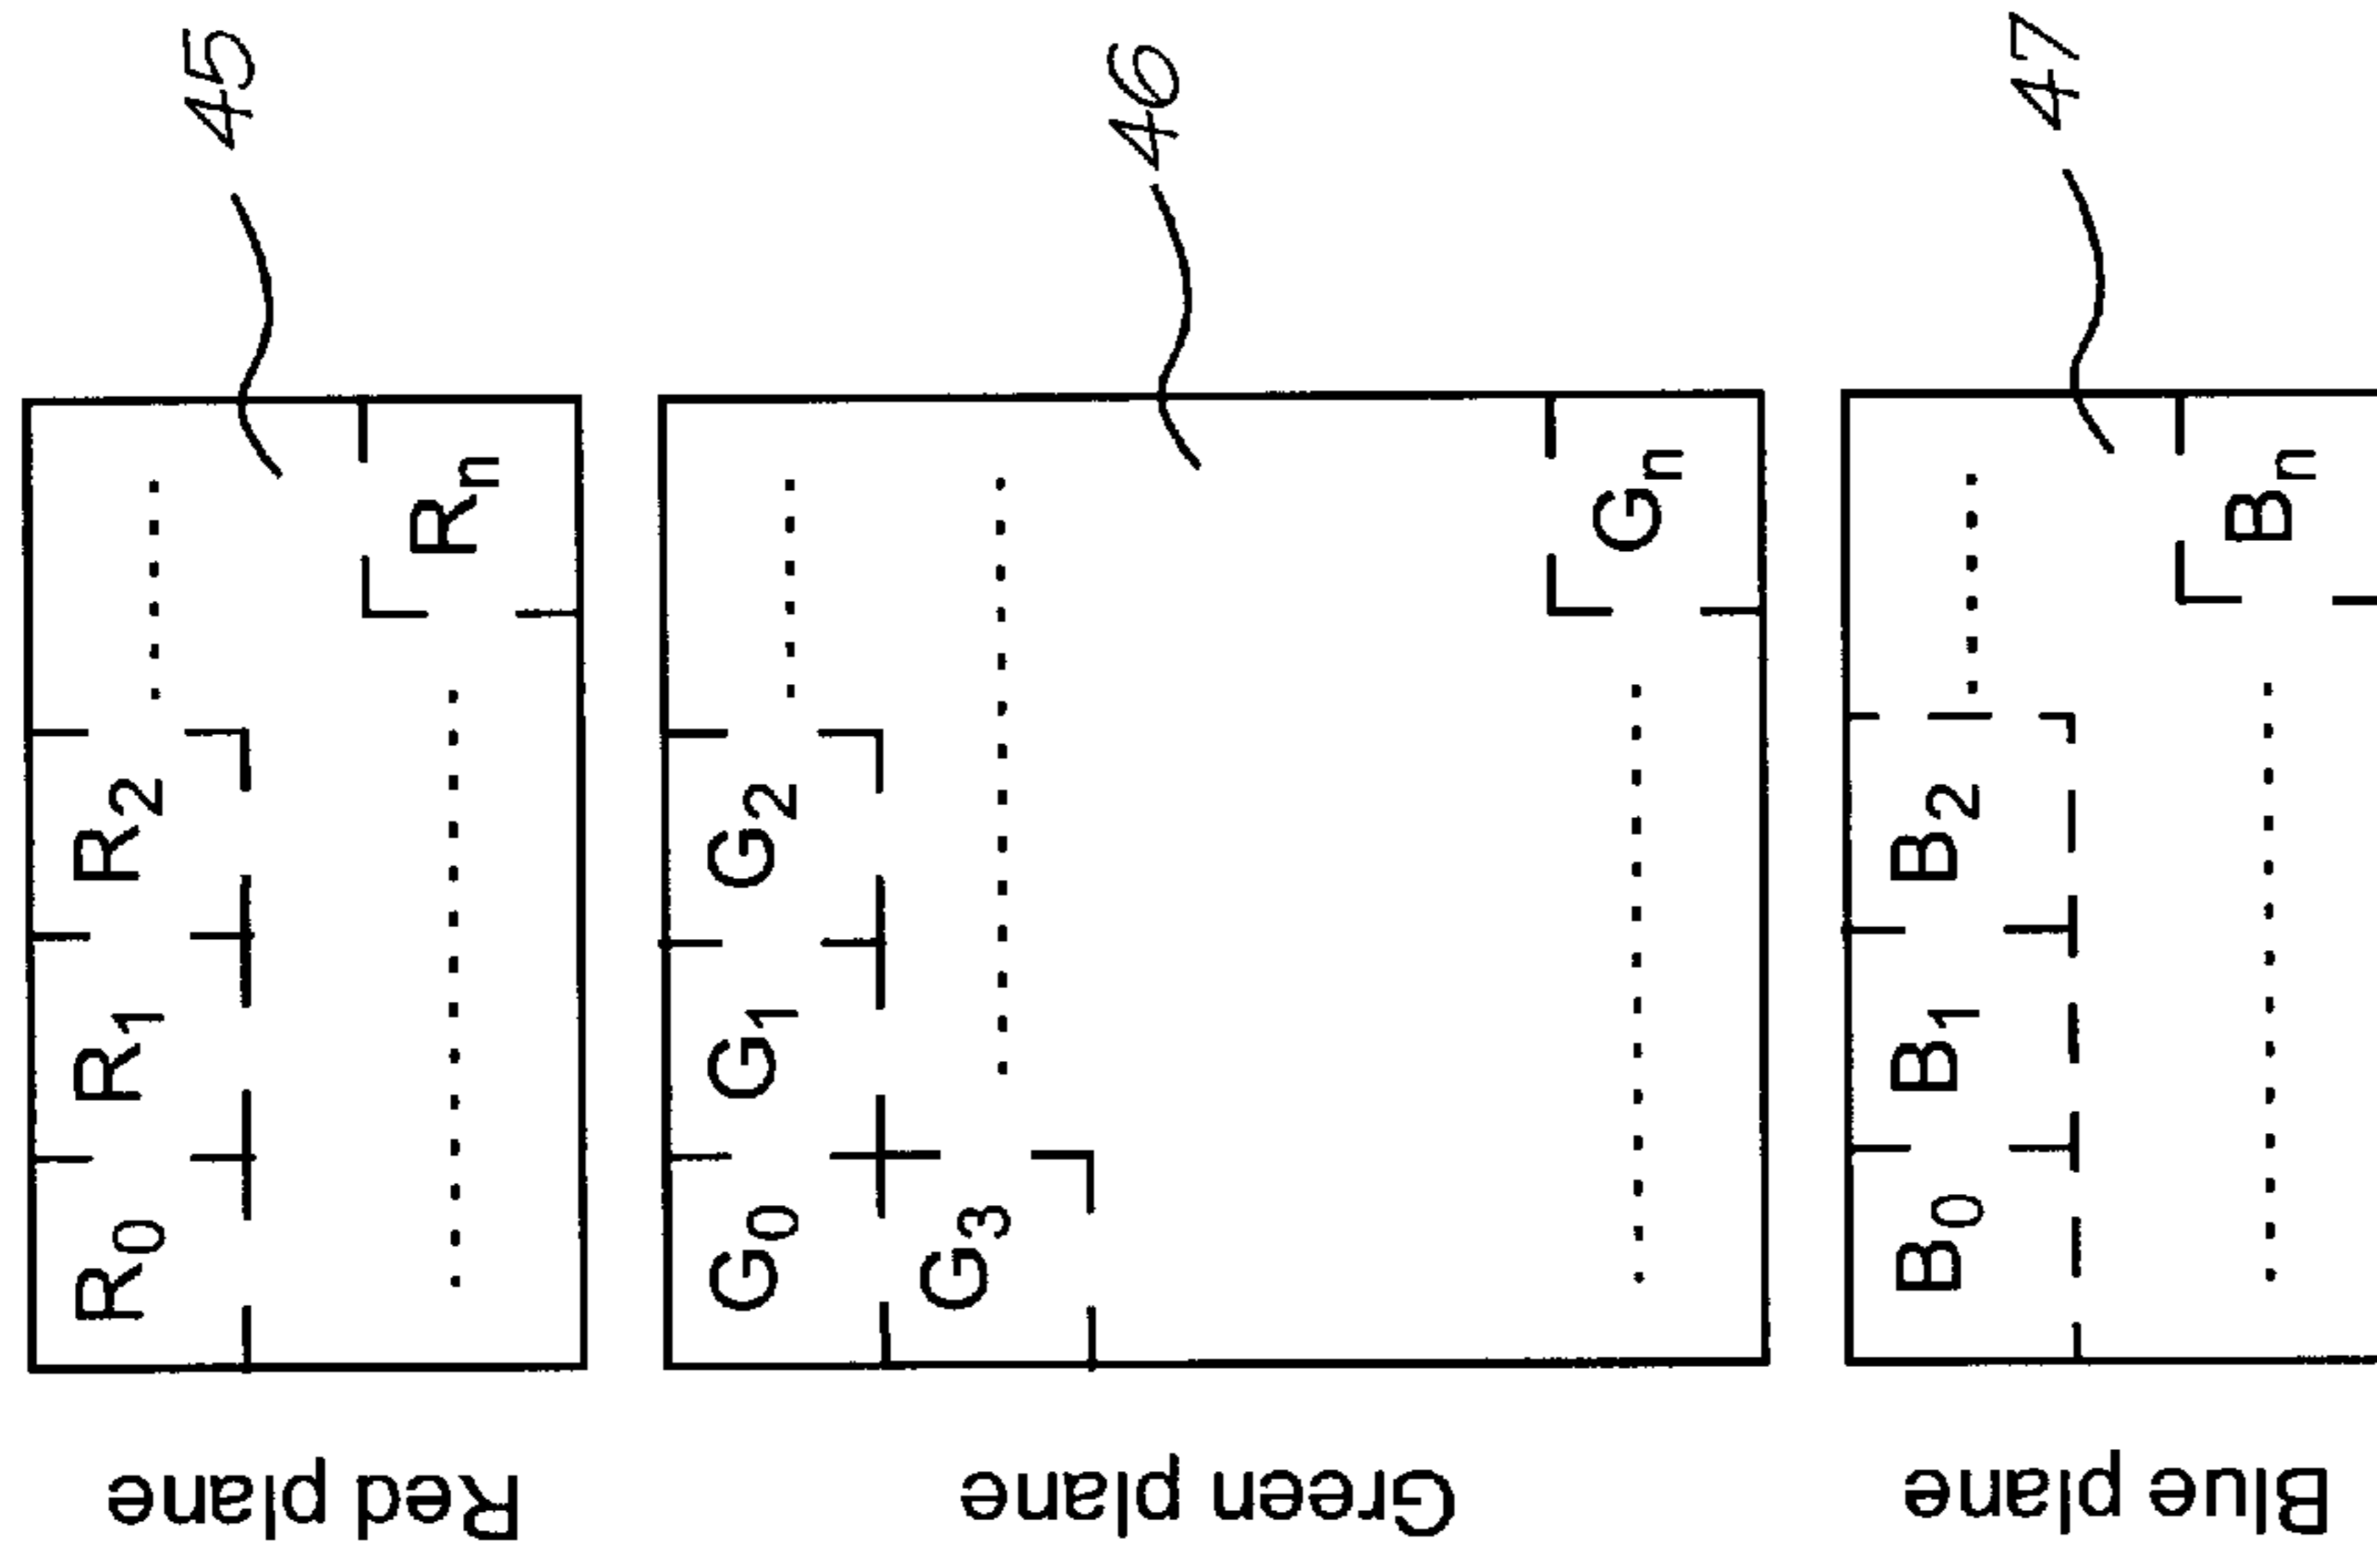 Red plane
R0 R1 R2
Rn
45
Green plane
G0 G1 G2
G3
Gn
46
Blue plane
B0 B1 B2
Bn
47